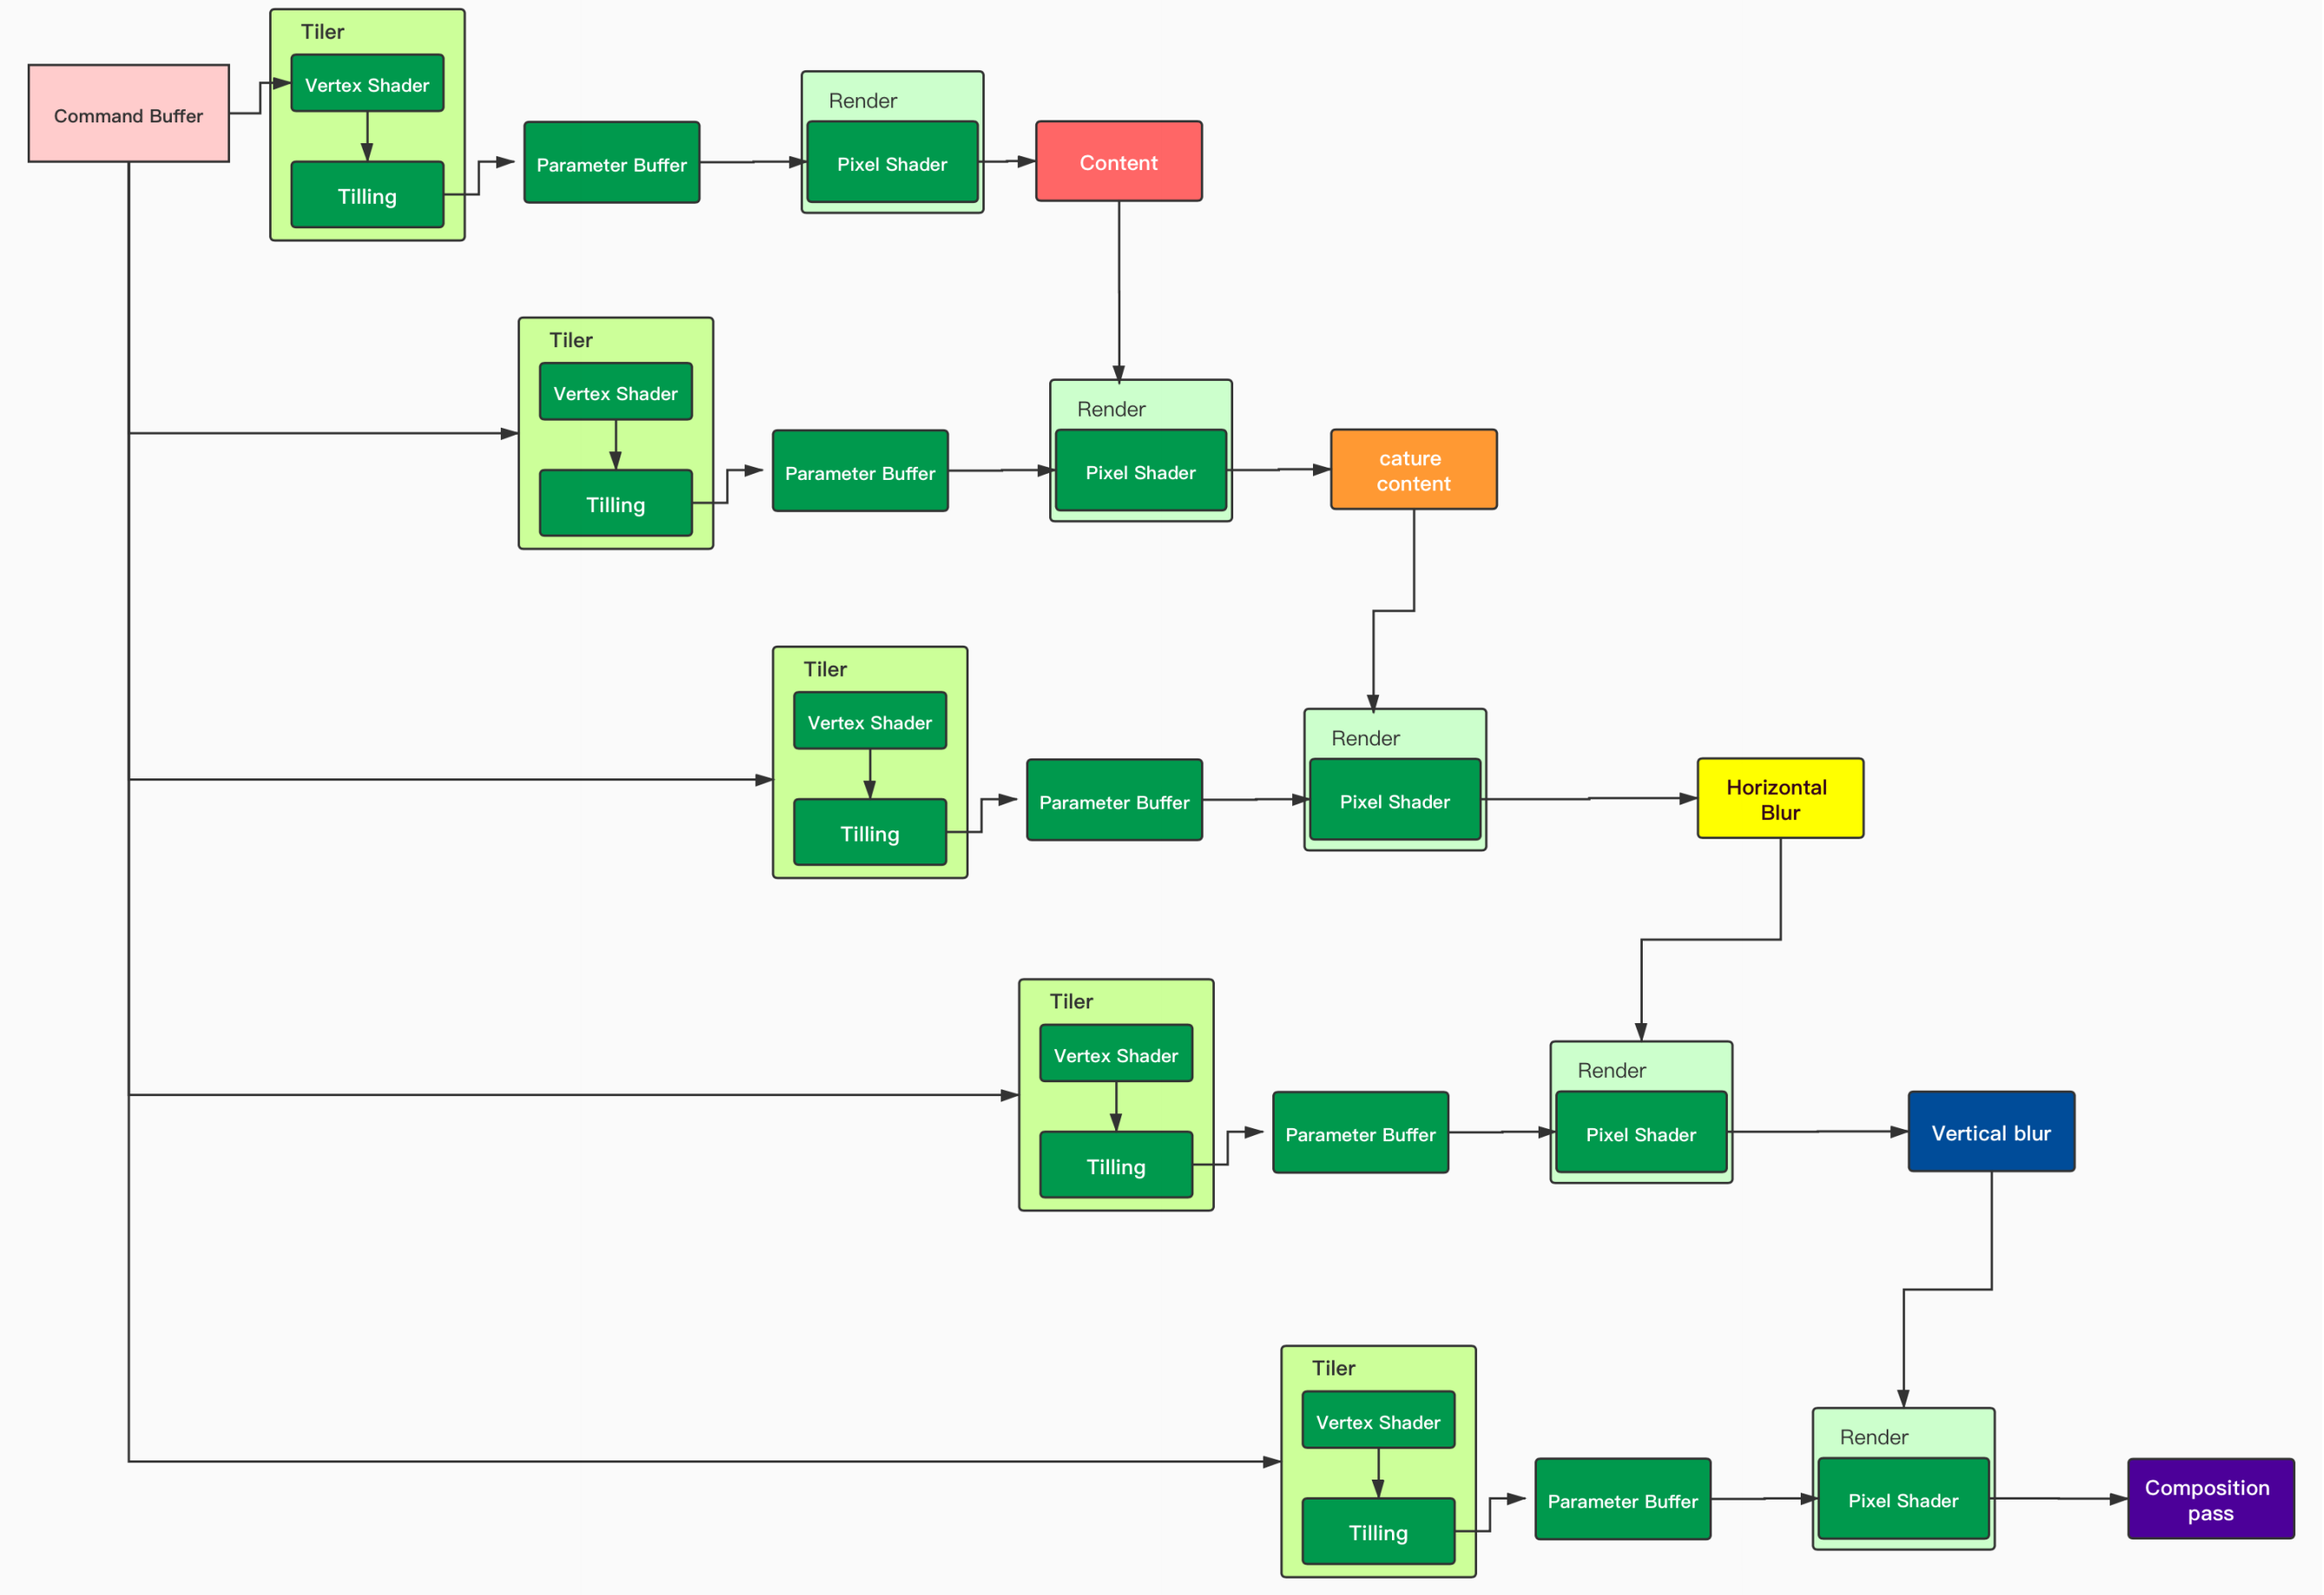 Tiler
Vertex Shader
Command Buffer
Tilling
Parameter Buffer
Render
Pixel Shader
Content
Tiler
Vertex Shader
Tilling
Parameter Buffer
Render
Pixel Shader
cature
content
Tiler
Vertex Shader
Tilling
Parameter Buffer
Render
Pixel Shader
Horizontal
Blur
Tiler
Vertex Shader
Tilling
Parameter Buffer
Render
Pixel Shader
Vertical blur
Tiler
Vertex Shader
Tilling
Parameter Buffer
Render
Pixel Shader
Composition
pass